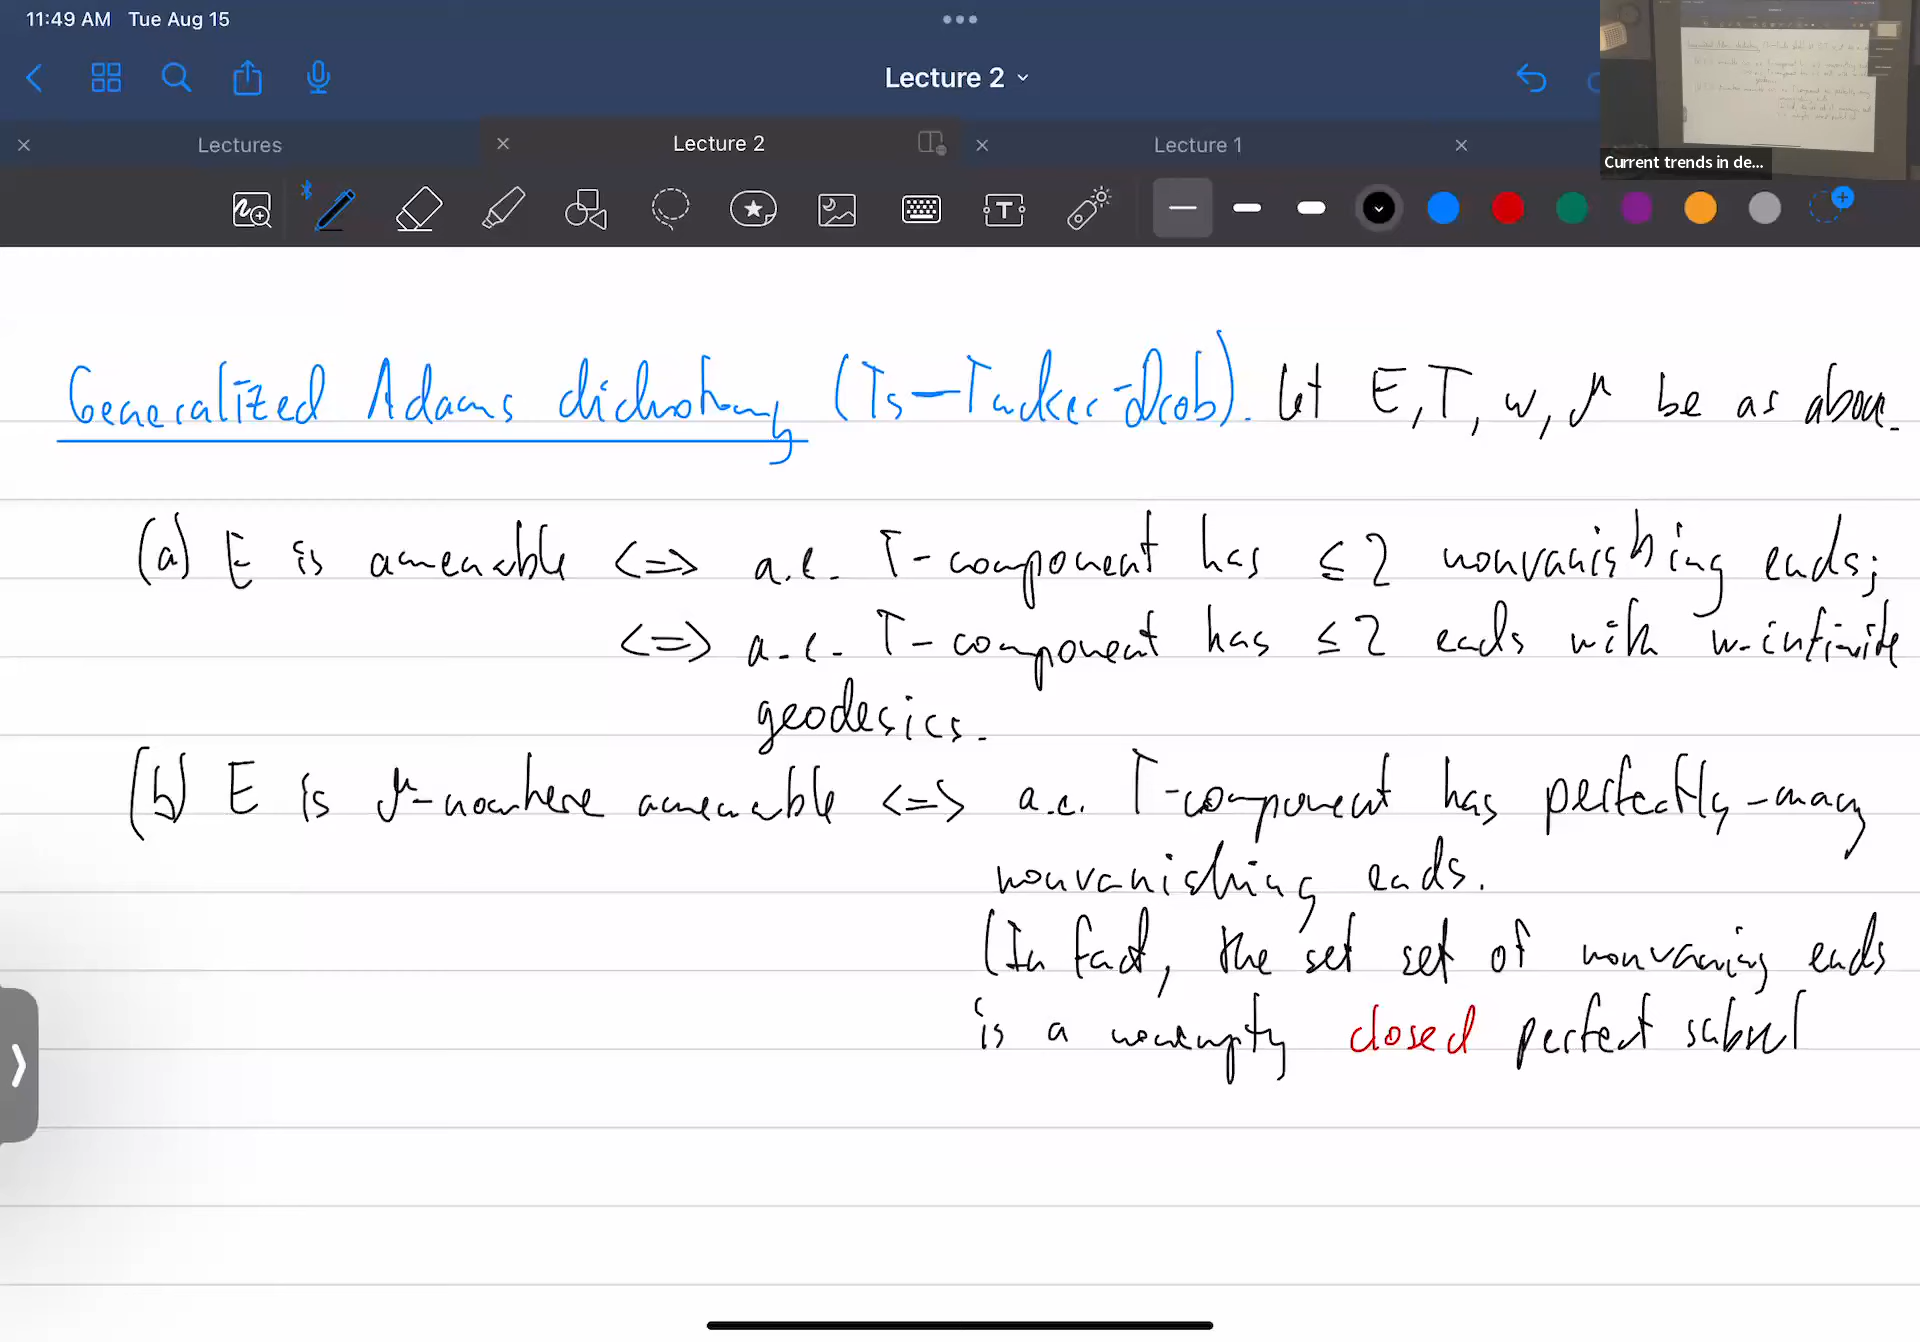 11:49 AM Tue Aug 15
Lecture 2
Lectures
Lecture 2
Lecture 1
Current trends in de...
Generalized Adams dichotomy (Ts–Tucker-Drob). Let E, T, w, μ be as above.
(a) E is amenable <=> a.e. T-component has ≤ 2 nonvanishing ends;
<=> a.e. T-component has ≤ 2 ends with w-infinite
geodesics.
(b) E is μ-nowhere amenable <=> a.e. T-component has perfectly-many
nonvanishing ends.
(In fact, the set set of nonvaning ends
is a nonempty closed perfect subset